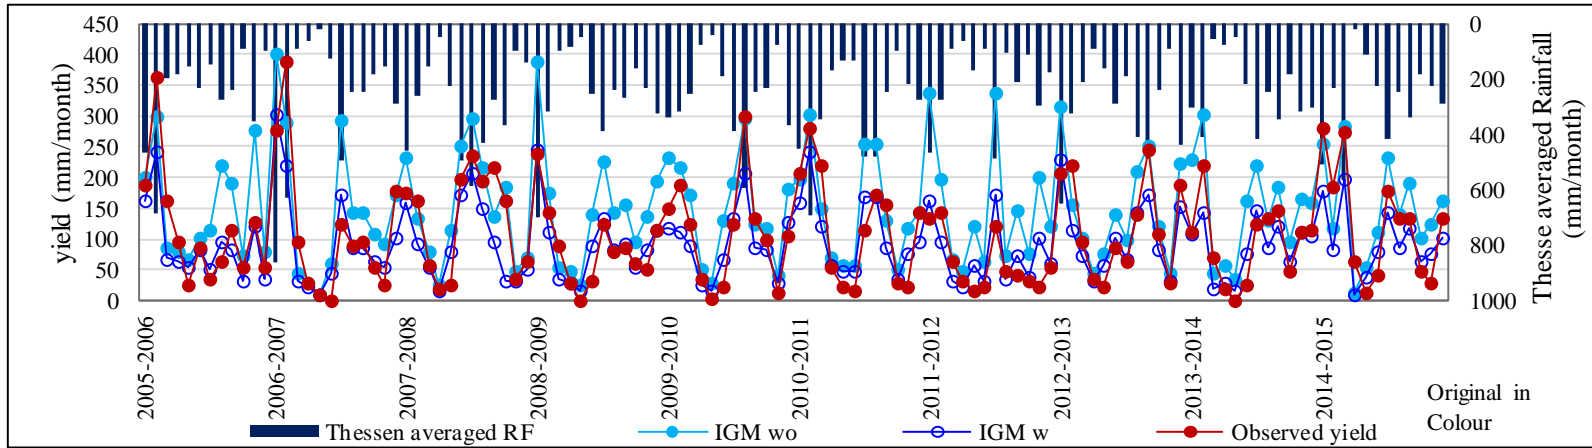 450
400
350
300
250
200
150
100
50
0
yield (mm/month)
0
200
400
600
800
1000
Thesse averaged Rainfall
(mm/month)
2005-2006
2006-2007
2007-2008
2008-2009
2009-2010
2010-2011
2011-2012
2012-2013
2013-2014
2014-2015
Original in
Colour
Thessen averaged RF
IGM wo
IGM w
Observed yield